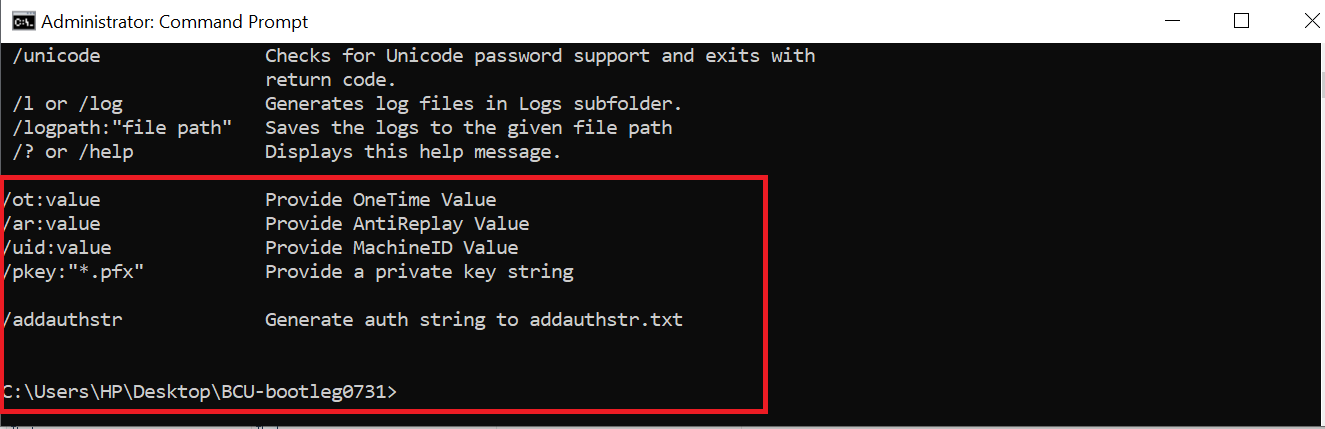 Administrator: Command Prompt
/unicode Checks for Unicode password support and exits with
return code.
/l or /log Generates log files in Logs subfolder.
/logpath:"file path" Saves the logs to the given file path
/? or /help Displays this help message.
/ot:value Provide OneTime Value
/ar:value Provide AntiReplay Value
/uid:value Provide MachineID Value
/pkey:"*.pfx" Provide a private key string
/addauthstr Generate auth string to addauthstr.txt
C:\Users\HP\Desktop\BCU-bootleg0731>